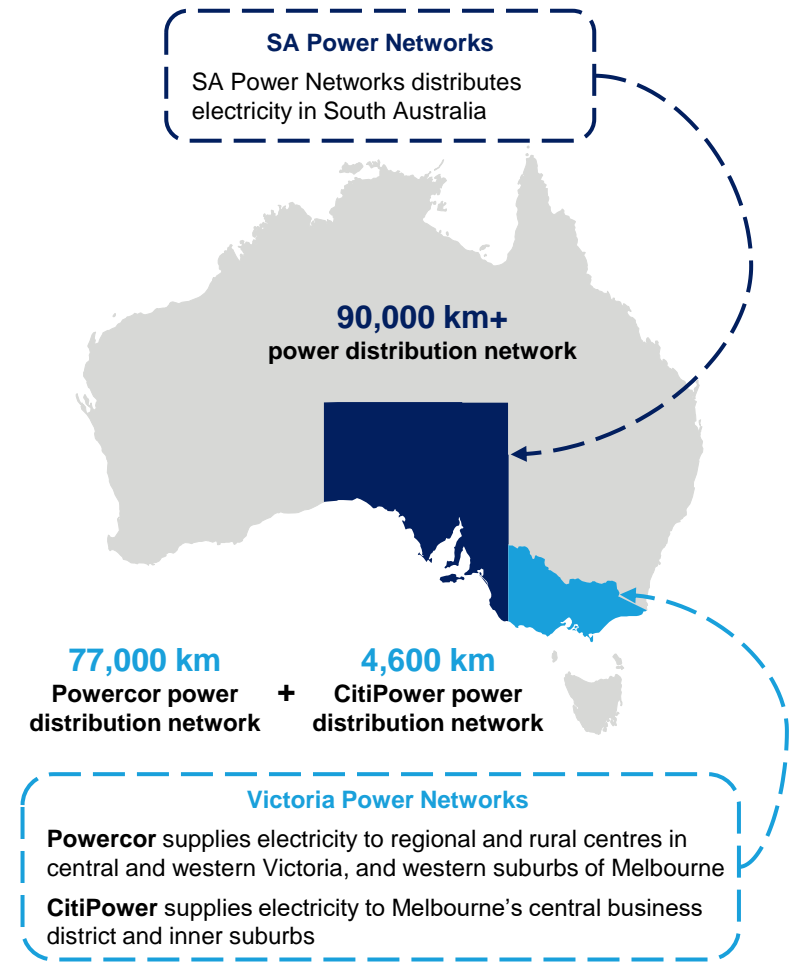 SA Power Networks
SA Power Networks distributes
electricity in South Australia
90,000 km+
power distribution network
77,000 km
Powercor power
distribution network
+
4,600 km
CitiPower power
distribution network
Victoria Power Networks
Powercor supplies electricity to regional and rural centres in
central and western Victoria, and western suburbs of Melbourne
CitiPower supplies electricity to Melbourne's central business
district and inner suburbs